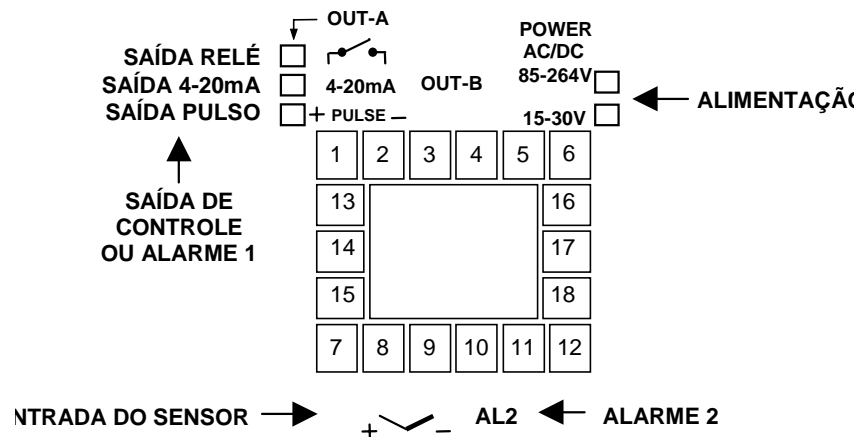 OUT-A
POWER
AC/DC
SAÍDA RELÉ
SAÍDA 4-20mA
SAÍDA PULSO
4-20mA
OUT-B
85-264V
+ PULSE –
15-30V
ALIMENTAÇÃO
1 2 3 4 5 6
SAÍDA DE
CONTROLE
OU ALARME 1
13 16
14 17
15 18
7 8 9 10 11 12
NTRADA DO SENSOR
+ –
AL2
ALARME 2